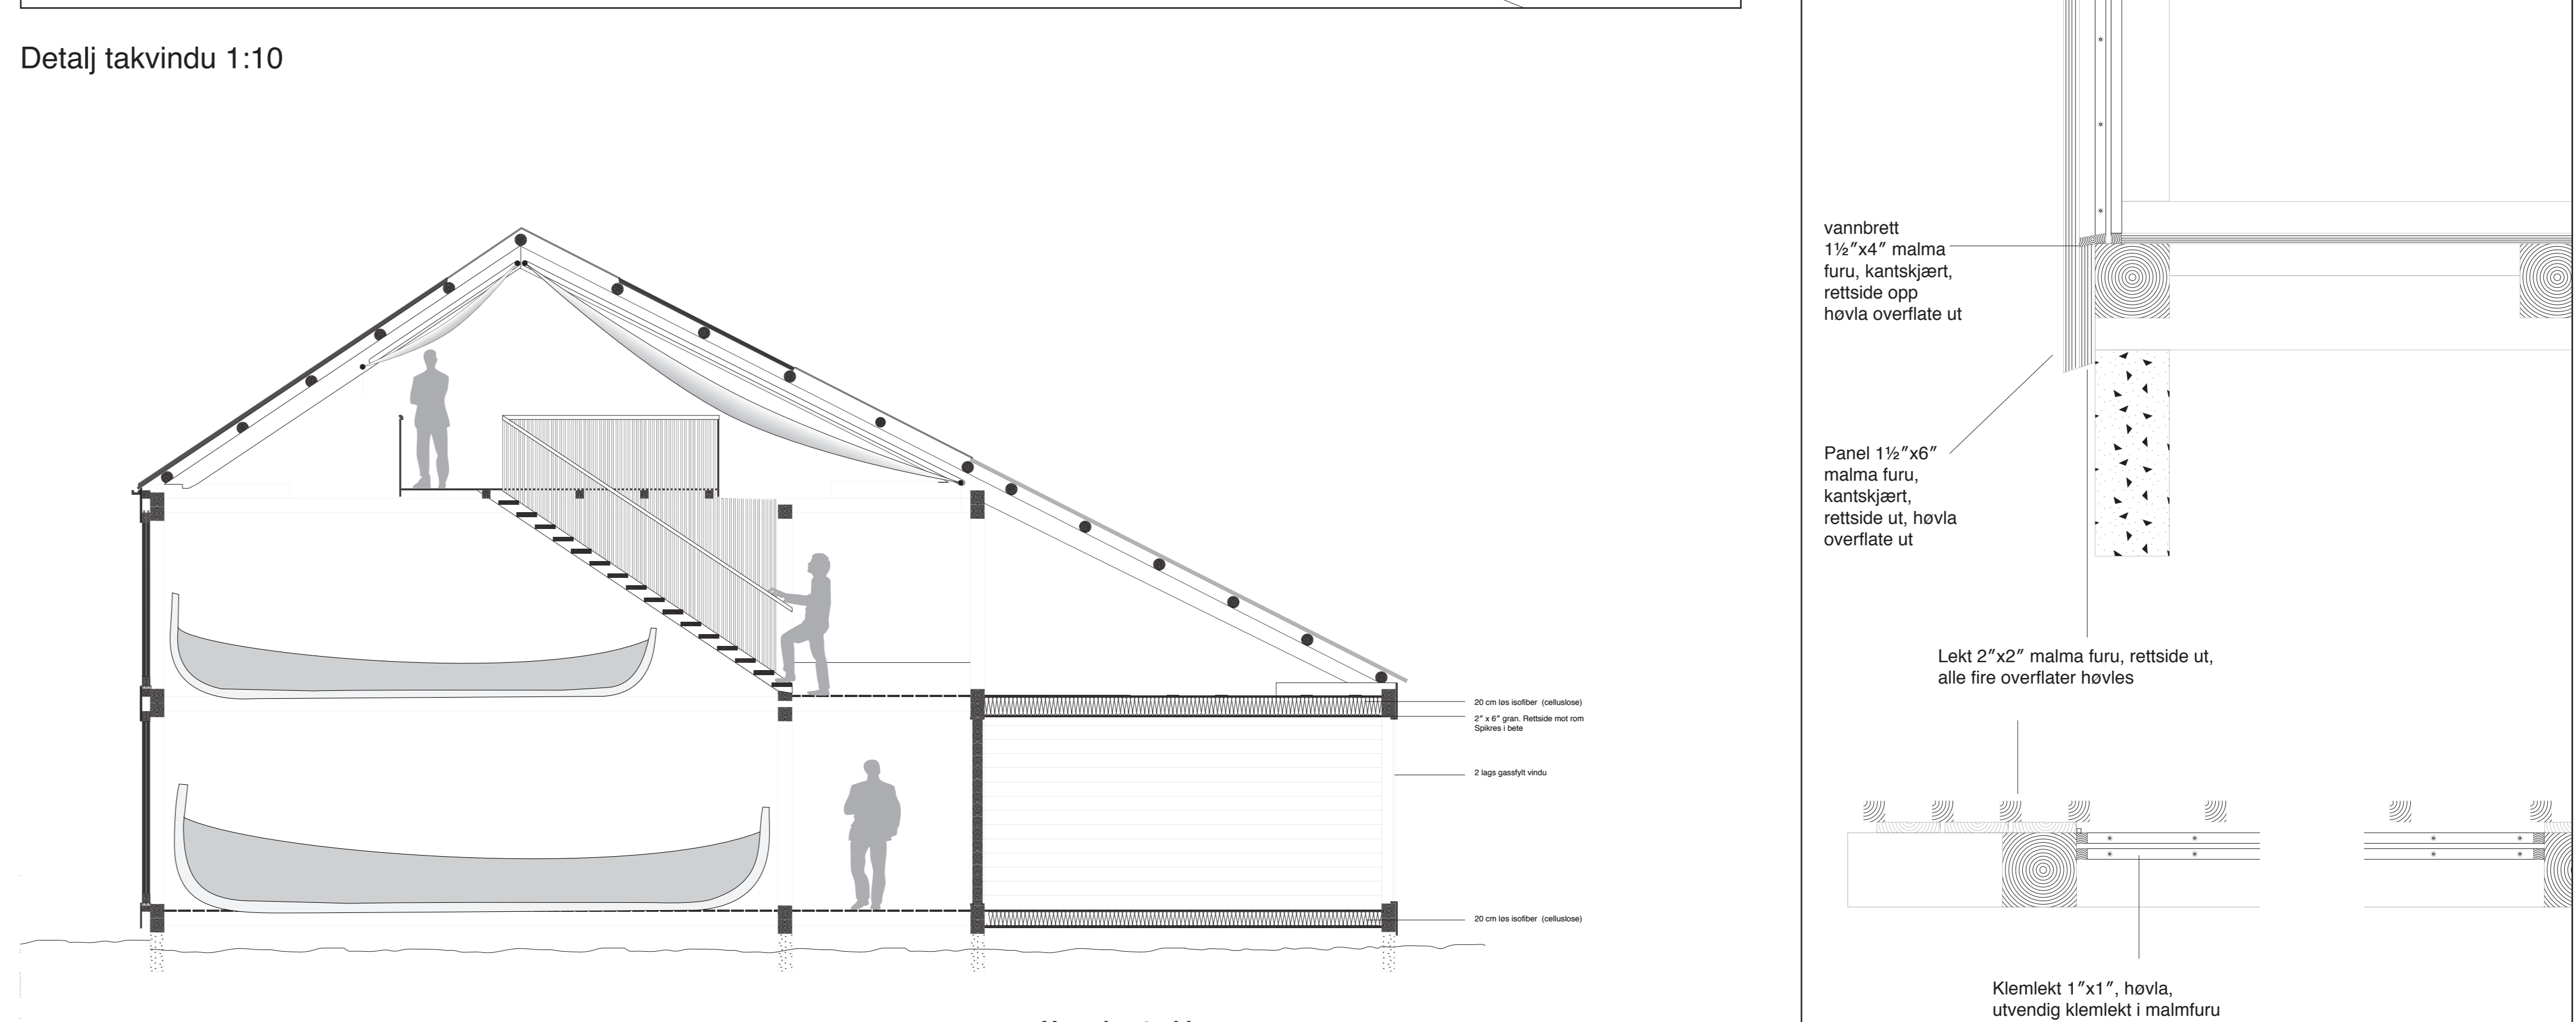 Detalj takvindu 1:10
vannbrett
1½″x4″ malma
furu, kantskjært,
rettside opp
høvla overflate ut
Panel 1½″x6″
malma furu,
kantskjært,
rettside ut, høvla
overflate ut
Lekt 2″x2″ malma furu, rettside ut,
alle fire overflater høvles
20 cm løs isofiber (celluslose)
2″ x 6″ gran. Rettside mot rom
Spikres i bete
2 lags gassfylt vindu
20 cm løs isofiber (celluslose)
Klemlekt 1″x1″, høvla,
utvendig klemlekt i malmfuru